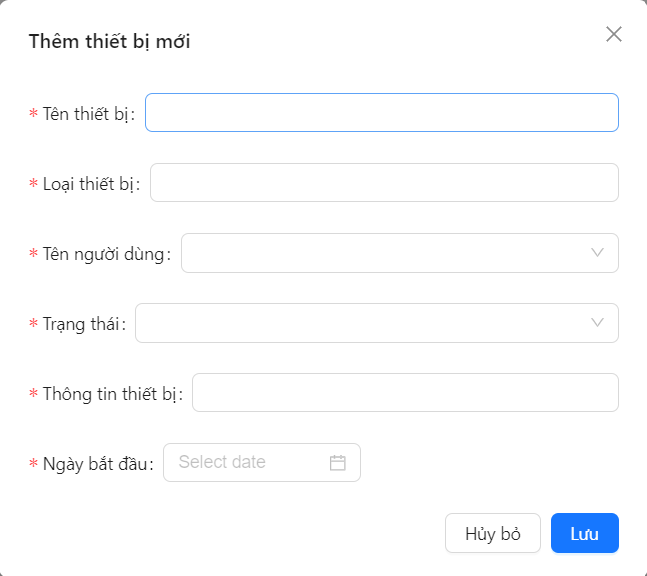 Thêm thiết bị mới
* Tên thiết bị:
* Loại thiết bị:
* Tên người dùng:
* Trạng thái:
* Thông tin thiết bị:
* Ngày bắt đầu: Select date
Hủy bỏ Lưu